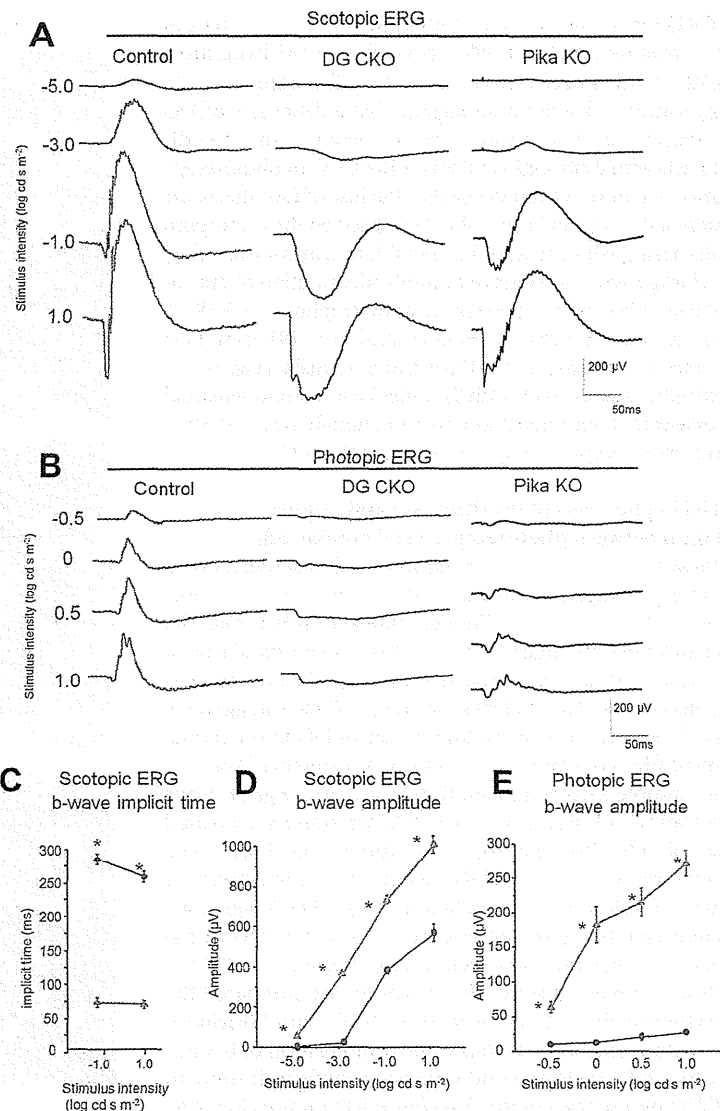 A
Scotopic ERG
Control
DG CKO
Pika KO
Stimulus intensity (log cd s m-2)
-5.0
-3.0
-1.0
1.0
200 µV
50ms
B
Photopic ERG
Control
DG CKO
Pika KO
Stimulus intensity (log cd s m-2)
-0.5
0
0.5
1.0
200 µV
50ms
C
Scotopic ERG
b-wave implicit time
implicit time (ms)
300
250
200
150
100
50
0
*
*
-1.0
1.0
Stimulus intensity
(log cd s m-2)
D
Scotopic ERG
b-wave amplitude
Amplitude (µV)
1000
800
600
400
200
0
*
*
*
*
-5.0
-3.0
-1.0
1.0
Stimulus intensity (log cd s m-2)
E
Photopic ERG
b-wave amplitude
Amplitude (µV)
300
250
200
150
100
50
0
*
*
*
*
-0.5
0
0.5
1.0
Stimulus intensity (log cd s m-2)